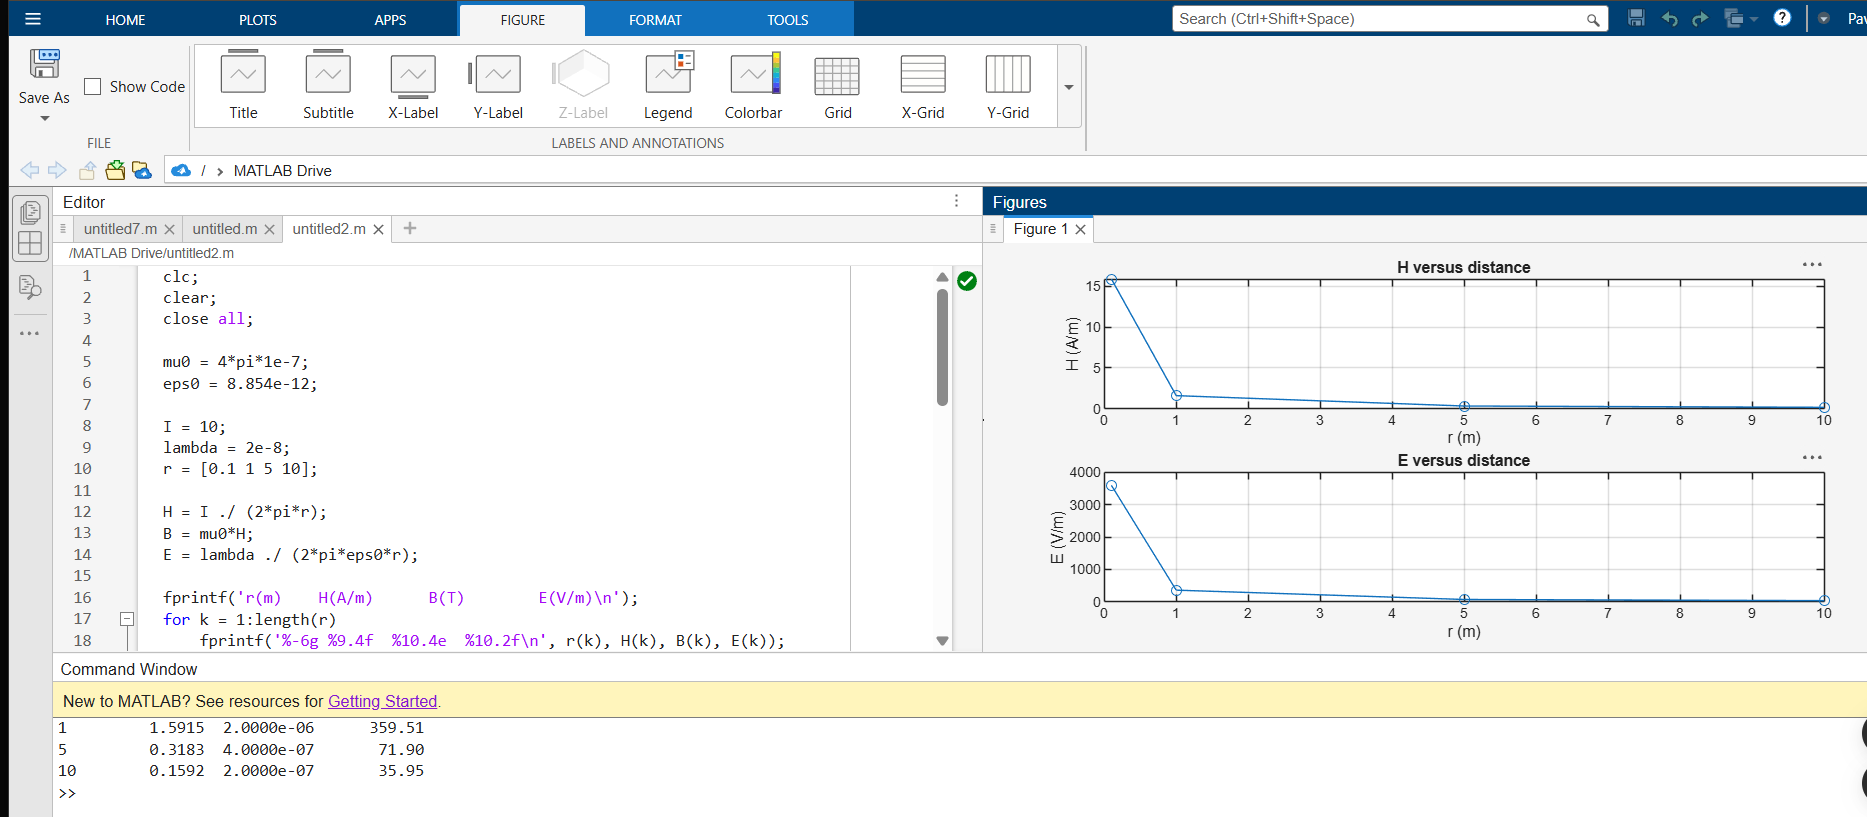 HOME PLOTS APPS FIGURE FORMAT TOOLS Search (Ctrl+Shift+Space)
Save As
Show Code
Title Subtitle X-Label Y-Label Z-Label Legend Colorbar Grid X-Grid Y-Grid
FILE LABELS AND ANNOTATIONS
/ › MATLAB Drive
Editor
untitled7.m × untitled.m × untitled2.m × +
/MATLAB Drive/untitled2.m
1 clc;
2 clear;
3 close all;
4
5 mu0 = 4*pi*1e-7;
6 eps0 = 8.854e-12;
7
8 I = 10;
9 lambda = 2e-8;
10 r = [0.1 1 5 10];
11
12 H = I ./ (2*pi*r);
13 B = mu0*H;
14 E = lambda ./ (2*pi*eps0*r);
15
16 fprintf('r(m)    H(A/m)      B(T)        E(V/m)\n');
17 for k = 1:length(r)
18 fprintf('%-6g %9.4f  %10.4e  %10.2f\n', r(k), H(k), B(k), E(k));
Figures
Figure 1 ×
H versus distance
15
10
5
0
H (A/m)
0 1 2 3 4 5 6 7 8 9 10
r (m)
E versus distance
4000
3000
2000
1000
0
E (V/m)
0 1 2 3 4 5 6 7 8 9 10
r (m)
Command Window
New to MATLAB? See resources for Getting Started.
1 1.5915 2.0000e-06 359.51
5 0.3183 4.0000e-07 71.90
10 0.1592 2.0000e-07 35.95
>>